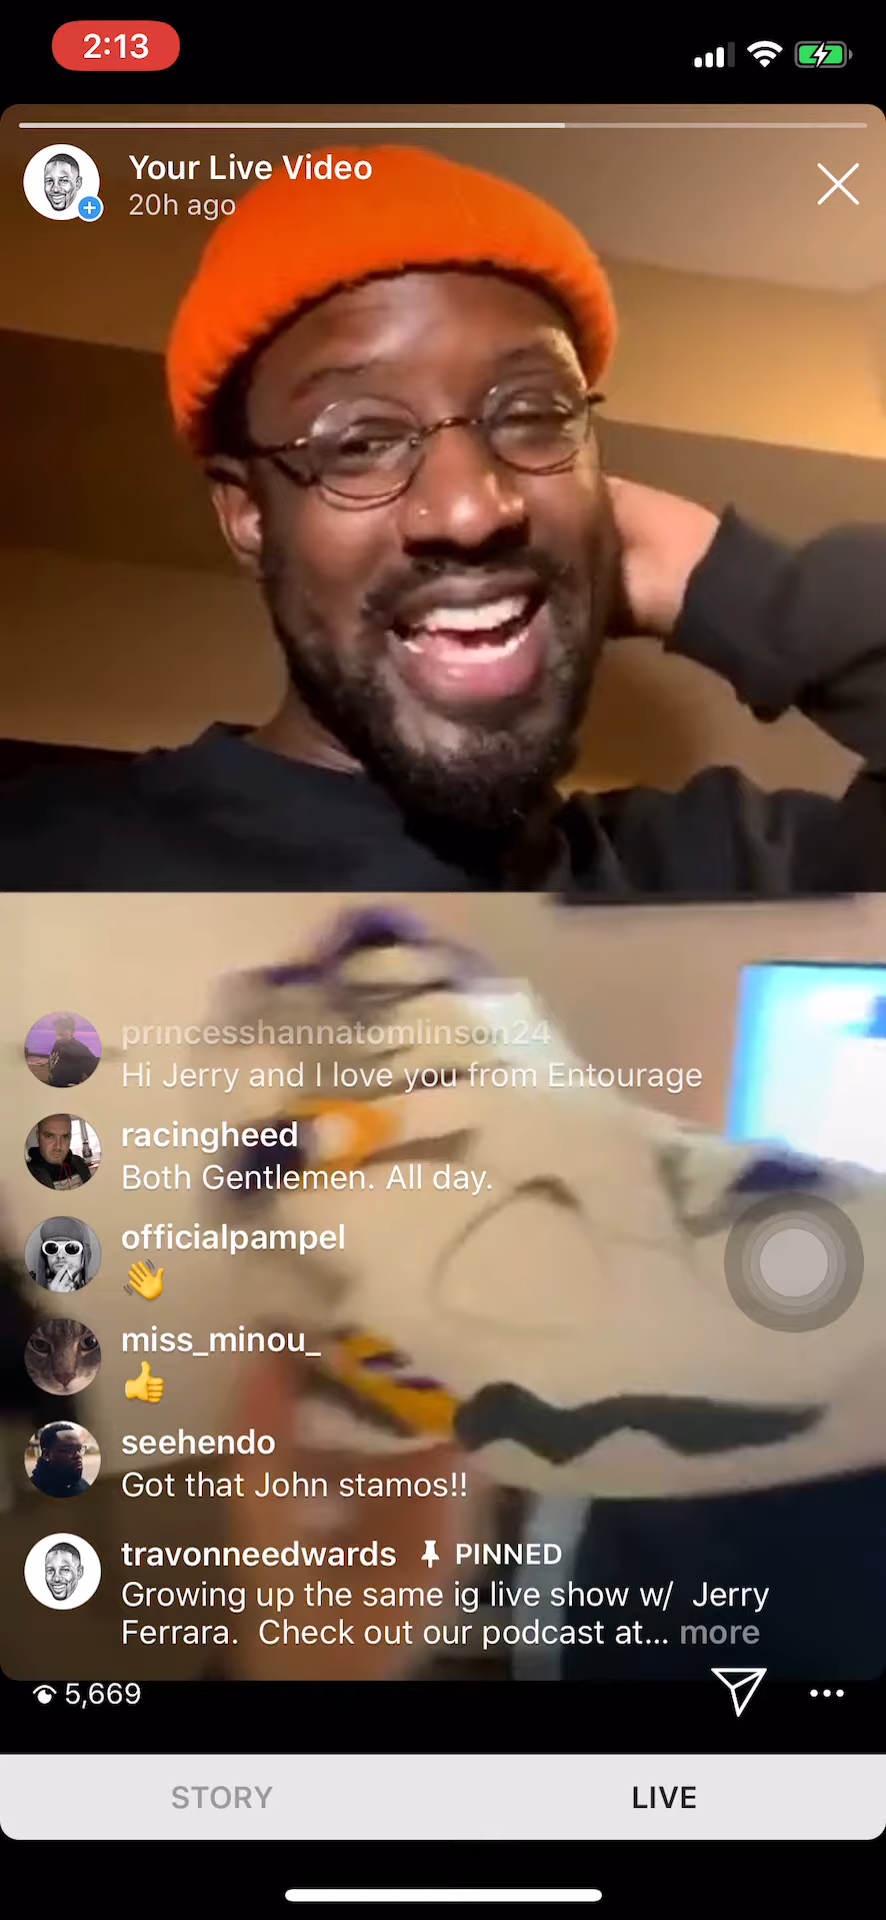 2:13
Your Live Video
20h ago
princesshannatomlinson24
Hi Jerry and I love you from Entourage
racingheed
Both Gentlemen. All day.
officialpampel
👋
miss_minou_
👍
seehendo
Got that John stamos!!
travonneedwards PINNED
Growing up the same ig live show w/ Jerry
Ferrara. Check out our podcast at... more
5,669
STORY LIVE